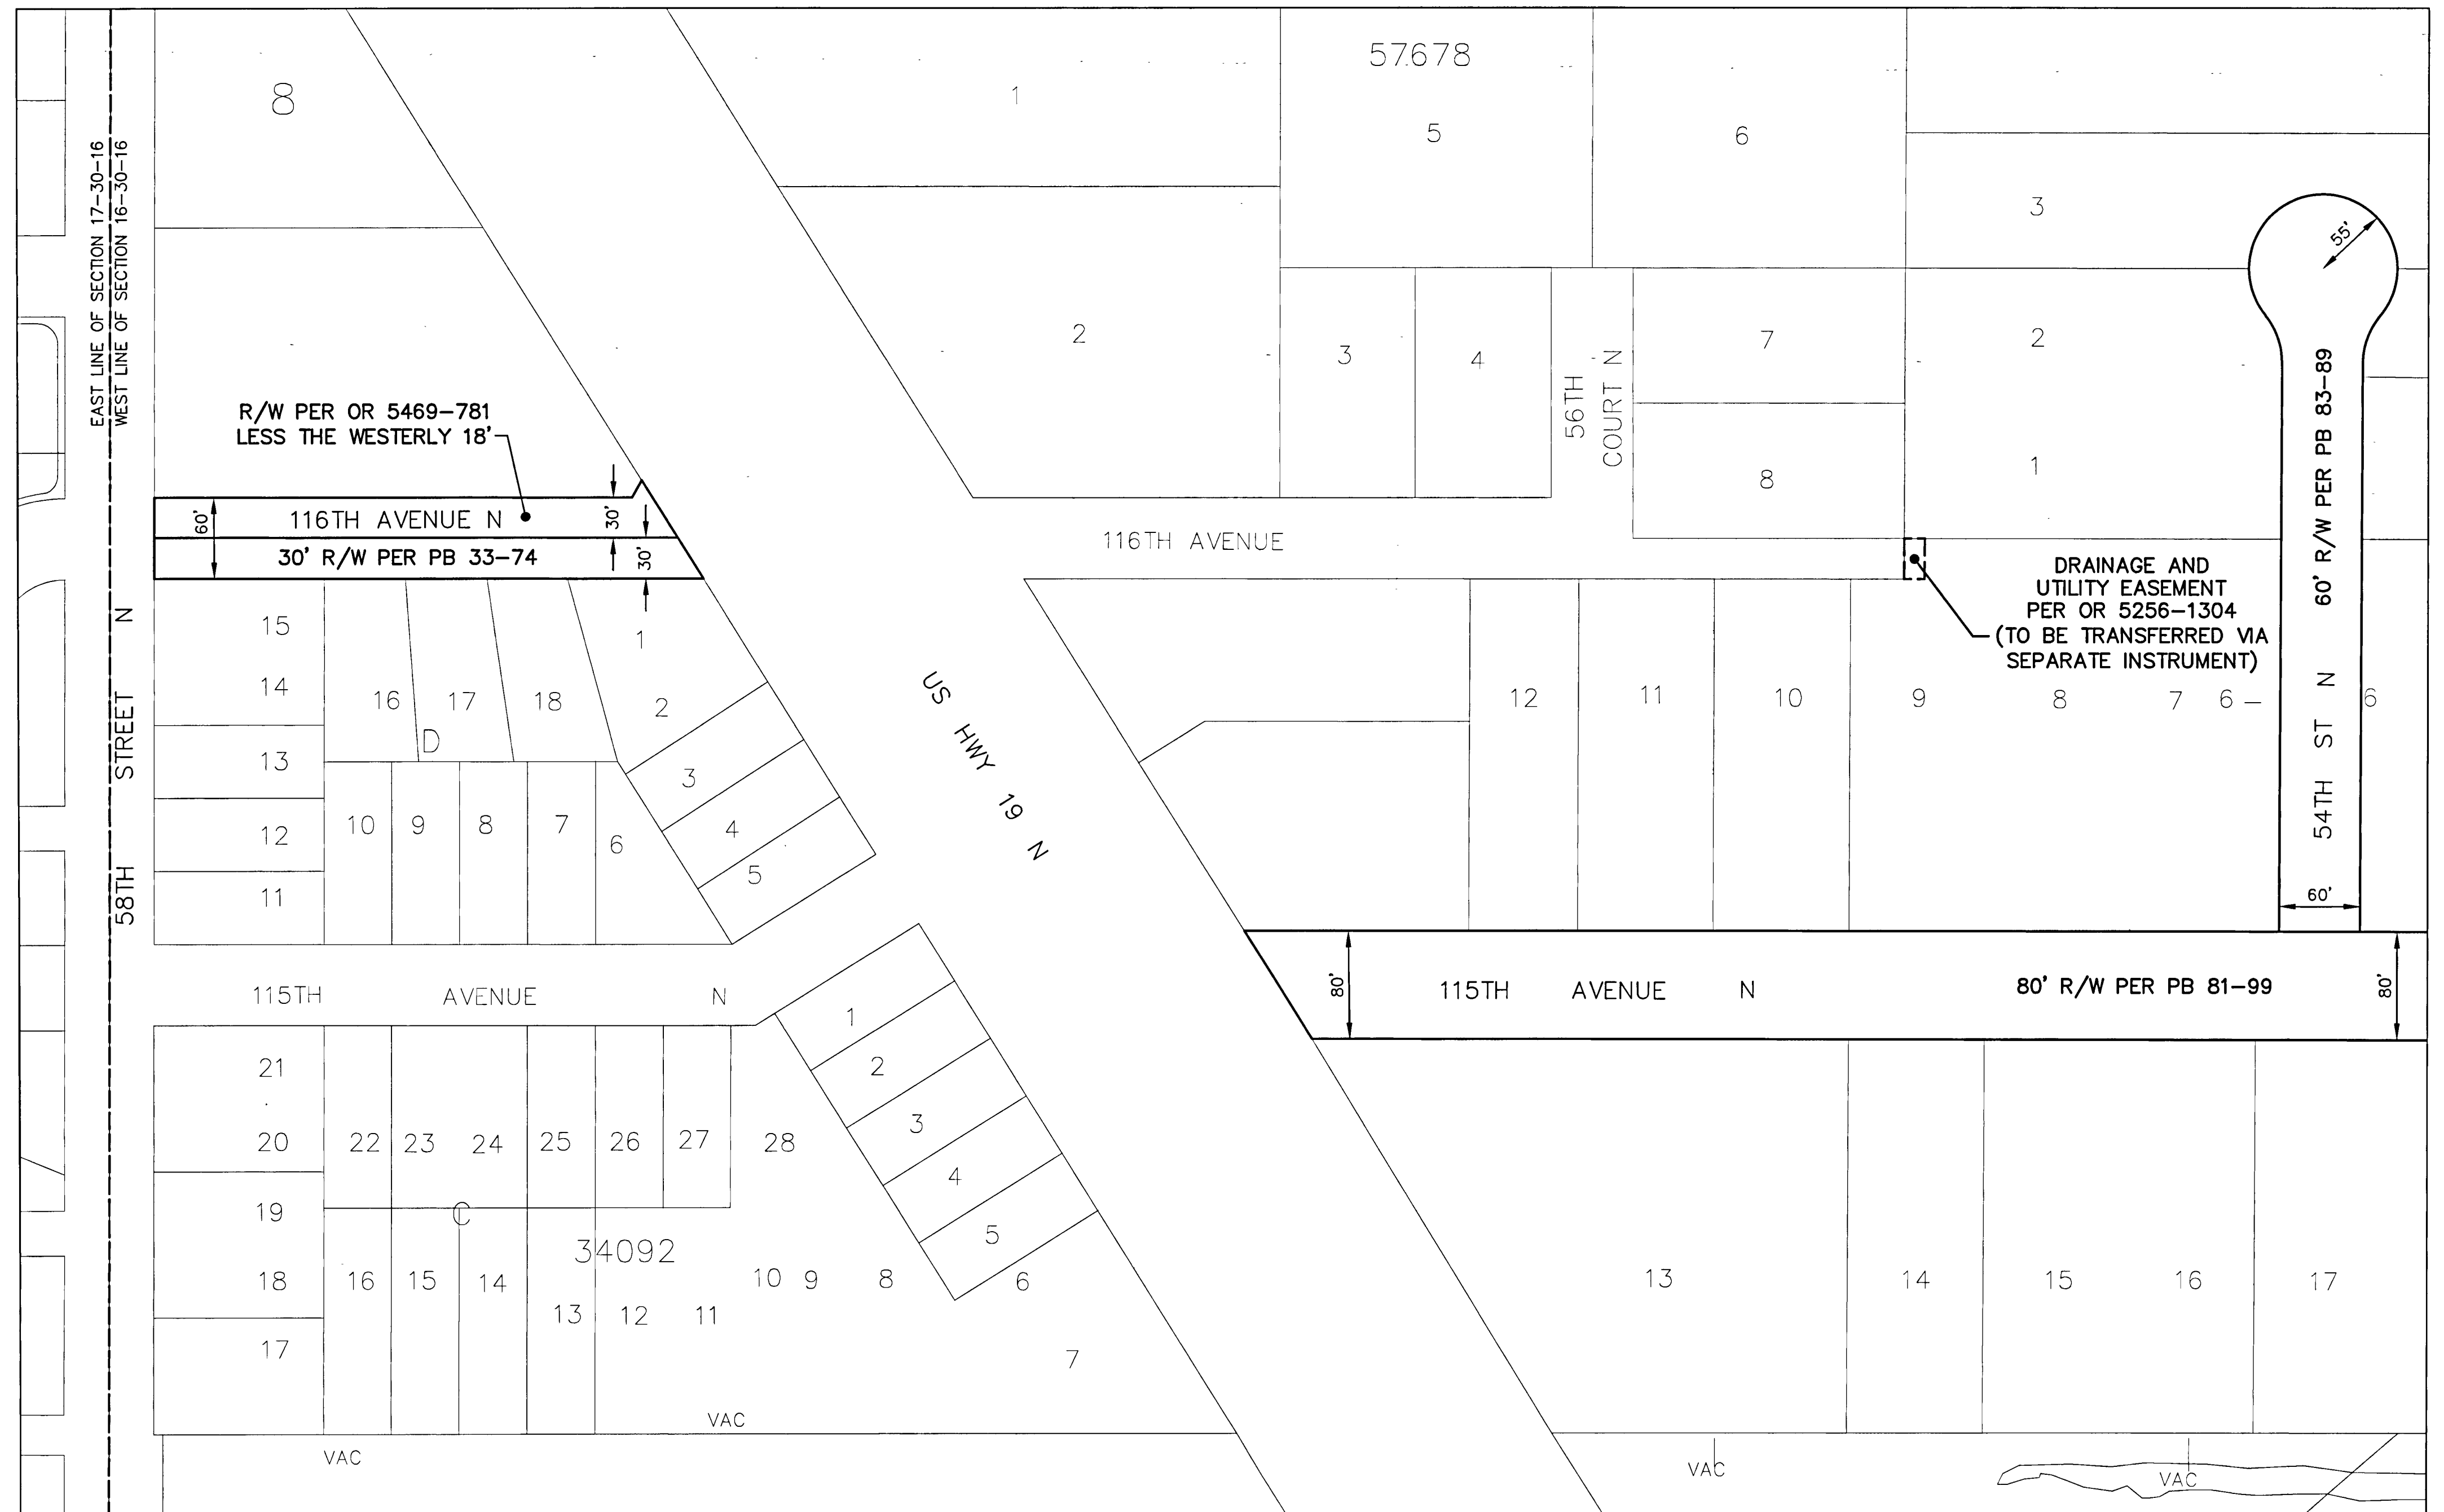 57678
8
1
5
6
3
55'
EAST LINE OF SECTION 17-30-16
WEST LINE OF SECTION 16-30-16
2
3
4
56TH
COURT N
7
8
2
1
60' R/W PER PB 83-89
R/W PER OR 5469-781
LESS THE WESTERLY 18'
60'
116TH AVENUE N
30'
30' R/W PER PB 33-74
30'
116TH AVENUE
DRAINAGE AND
UTILITY EASEMENT
PER OR 5256-1304
(TO BE TRANSFERRED VIA
SEPARATE INSTRUMENT)
58TH STREET N
15
14
13
12
11
16
17
18
D
1
2
3
4
5
10
9
8
7
6
US HWY 19 N
12
11
10
9
8
7
6 -
6
54TH ST N
60'
115TH AVENUE N
80'
115TH AVENUE N
80' R/W PER PB 81-99
80'
21
20
19
18
17
22
23
24
25
26
27
28
C
34092
16
15
14
13
12
11
10
9
8
1
2
3
4
5
6
7
13
14
15
16
17
VAC
VAC
VAC
VAC